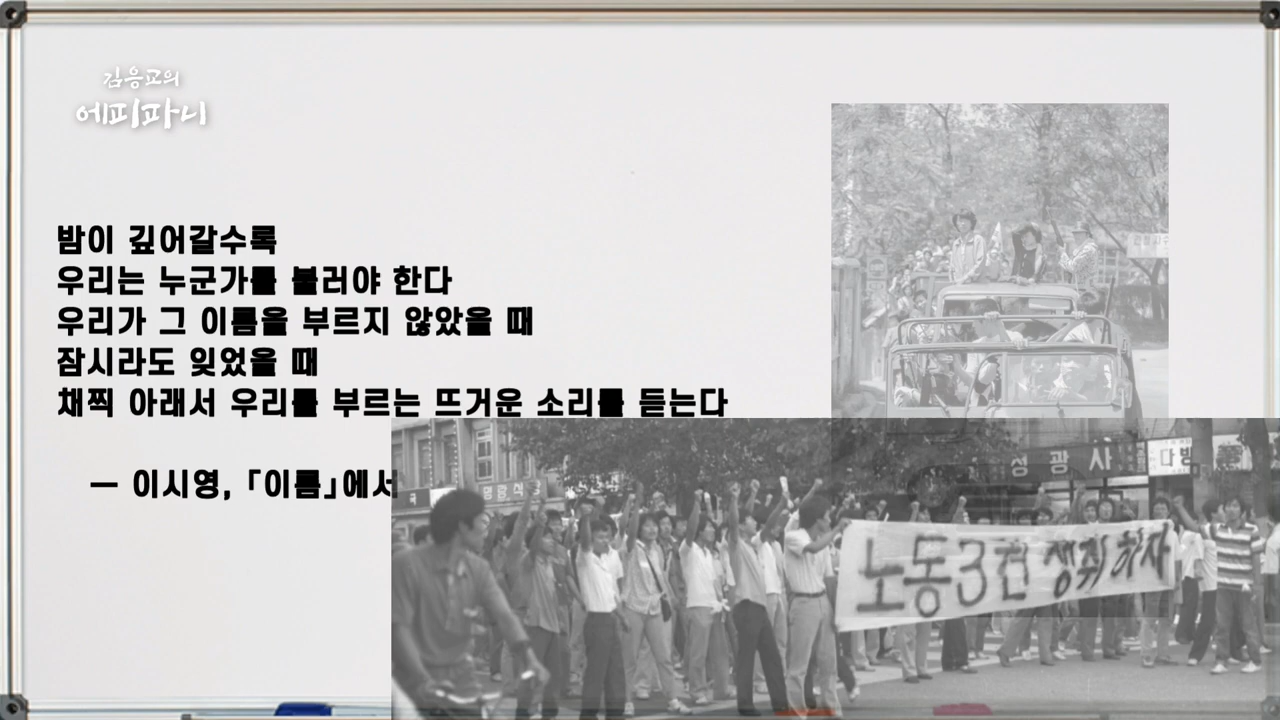 김응교의
에피파니
밤이 깊어갈수록
우리는 누군가를 불러야 한다
우리가 그 이름을 부르지 않았을 때
잠시라도 잊었을 때
채찍 아래서 우리를 부르는 뜨거운 소리를 듣는다
— 이시영, 「이름」에서
성광사
다방
노동3권 쟁취하자